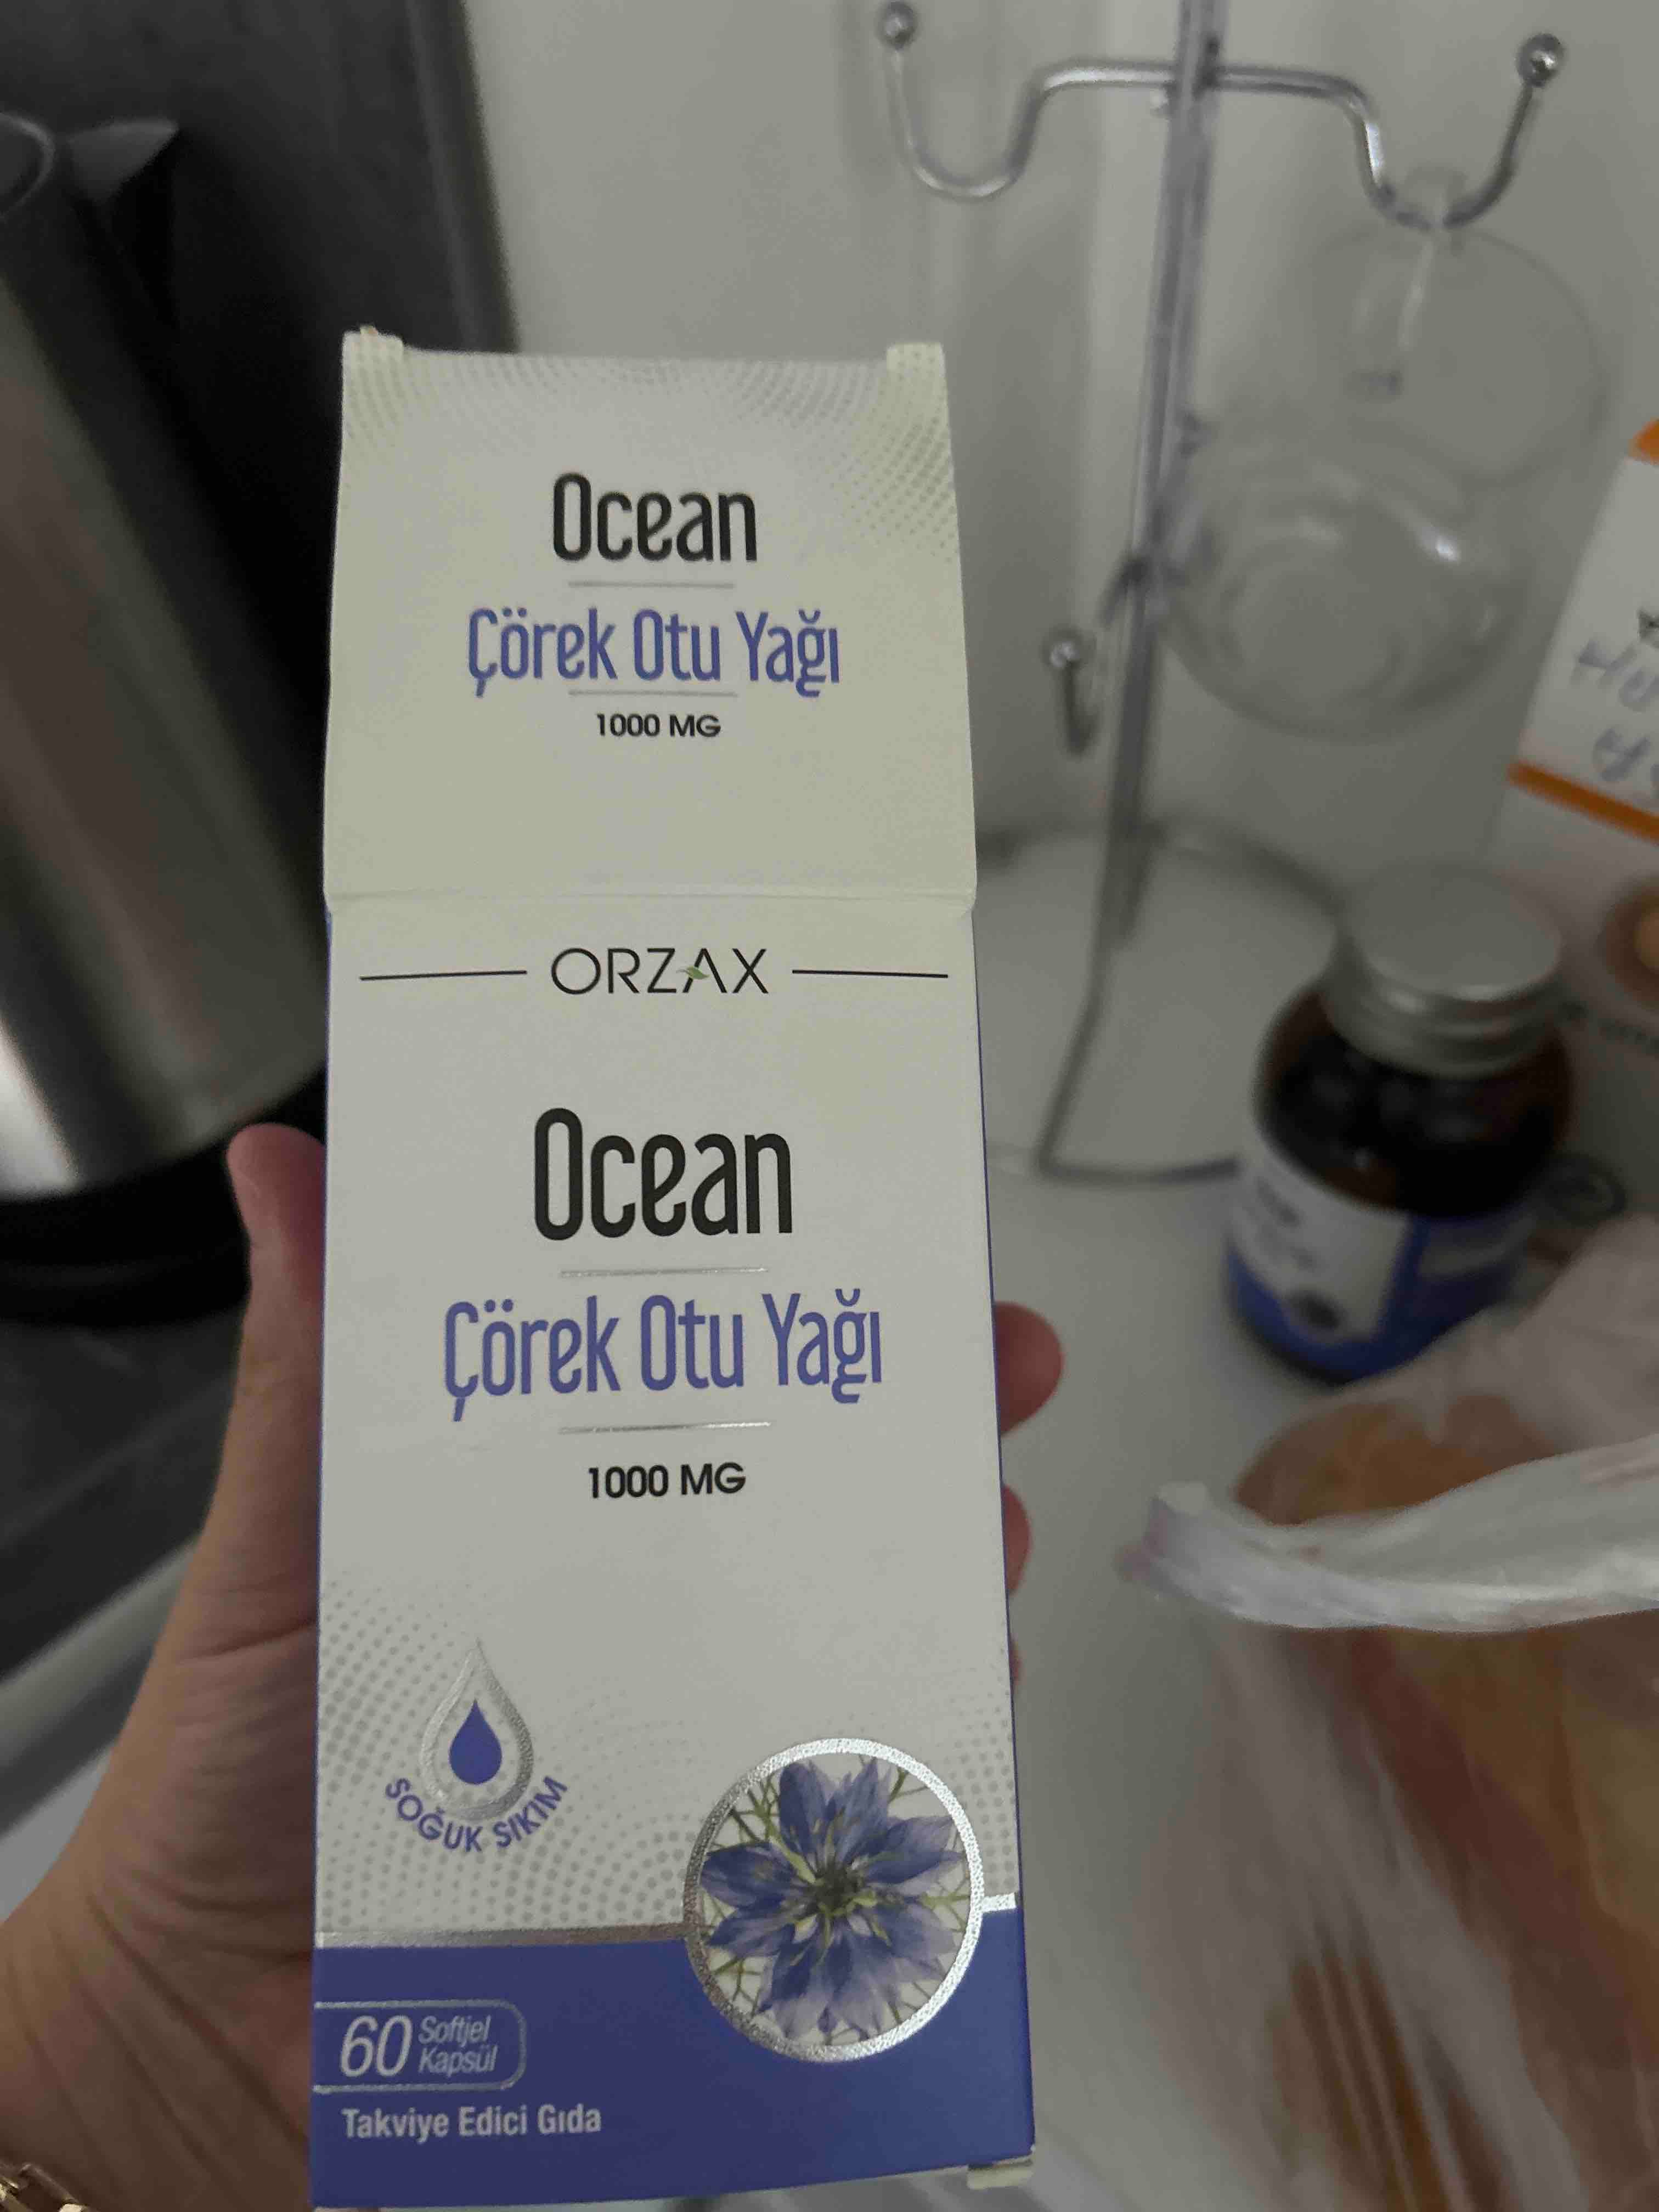 Ocean
Çörek Otu Yağı
1000 MG
ORZAX
Ocean
Çörek Otu Yağı
1000 MG
SOĞUK SIKIM
60 Softjel
Kapsül
Takviye Edici Gıda